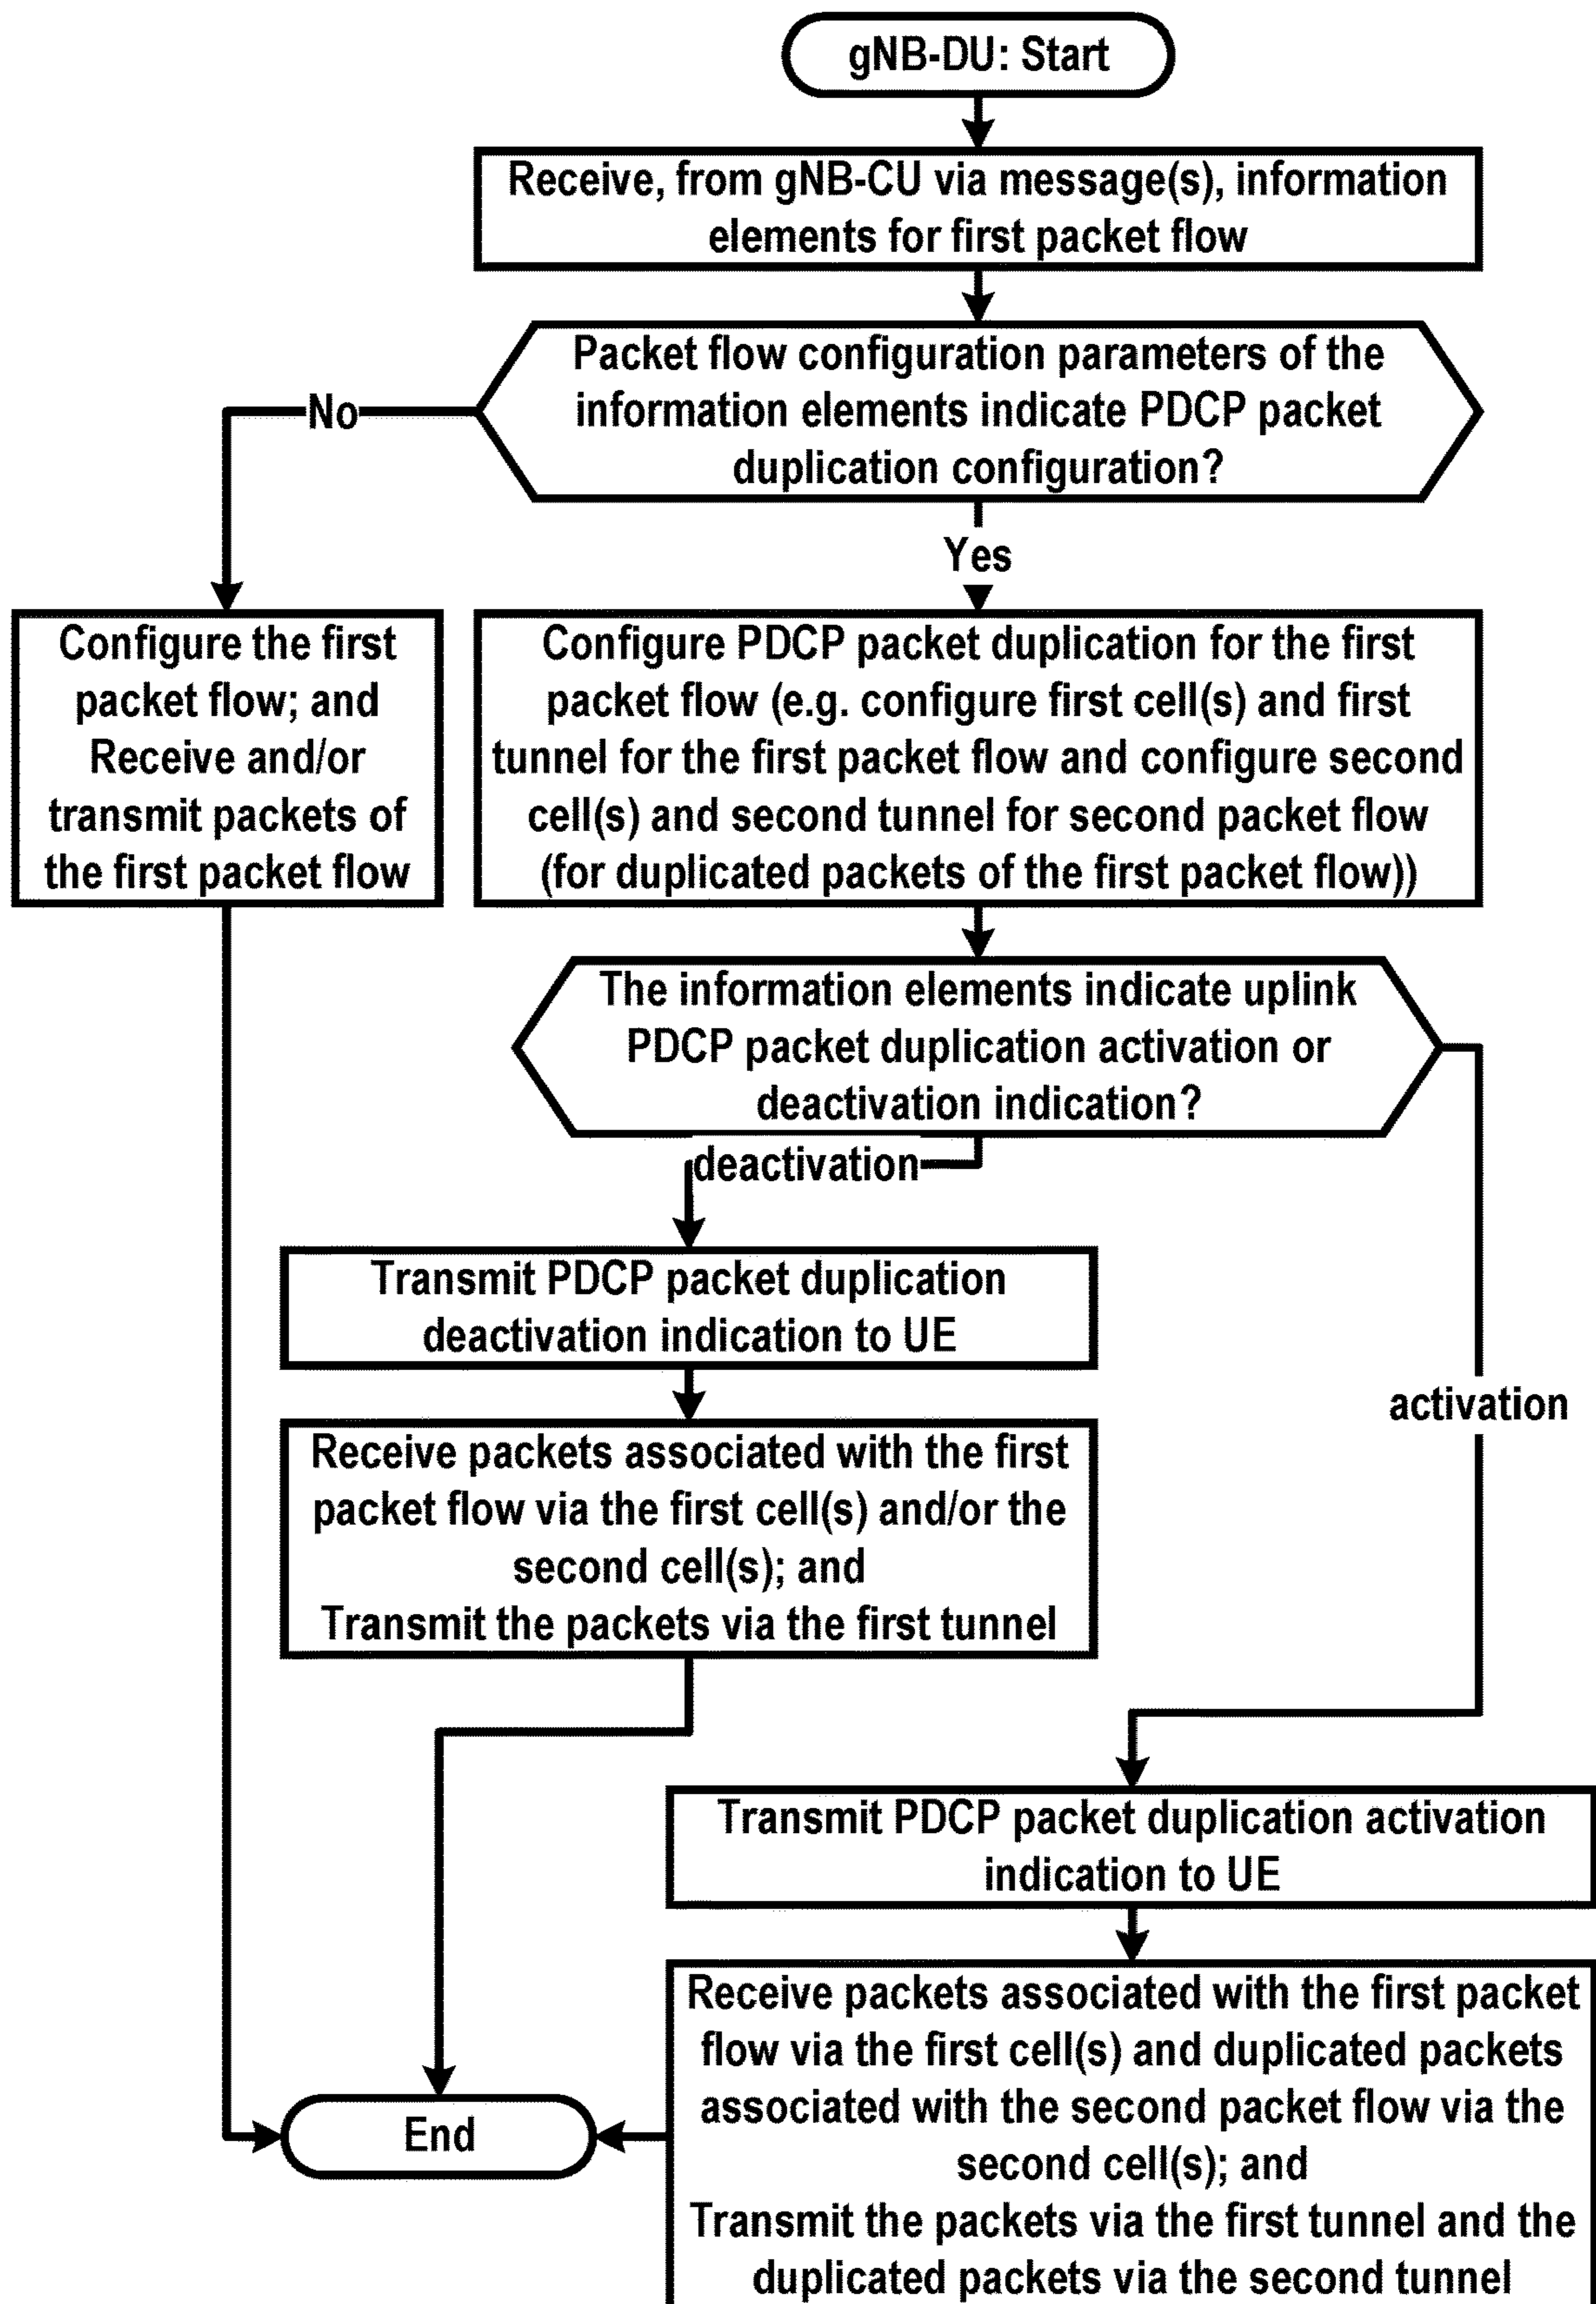 gNB-DU: Start
Receive, from gNB-CU via message(s), information
elements for first packet flow
Packet flow configuration parameters of the
information elements indicate PDCP packet
duplication configuration?
No
Yes
Configure the first
packet flow; and
Receive and/or
transmit packets of
the first packet flow
Configure PDCP packet duplication for the first
packet flow (e.g. configure first cell(s) and first
tunnel for the first packet flow and configure second
cell(s) and second tunnel for second packet flow
(for duplicated packets of the first packet flow))
The information elements indicate uplink
PDCP packet duplication activation or
deactivation indication?
deactivation
Transmit PDCP packet duplication
deactivation indication to UE
Receive packets associated with the first
packet flow via the first cell(s) and/or the
second cell(s); and
Transmit the packets via the first tunnel
activation
Transmit PDCP packet duplication activation
indication to UE
Receive packets associated with the first packet
flow via the first cell(s) and duplicated packets
associated with the second packet flow via the
second cell(s); and
Transmit the packets via the first tunnel and the
duplicated packets via the second tunnel
End